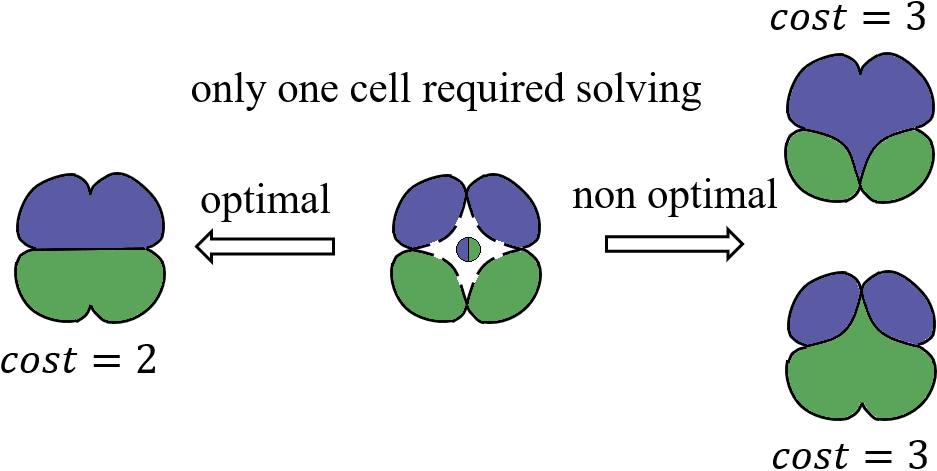 cost = 3
only one cell required solving
optimal
non optimal
cost = 2
cost = 3